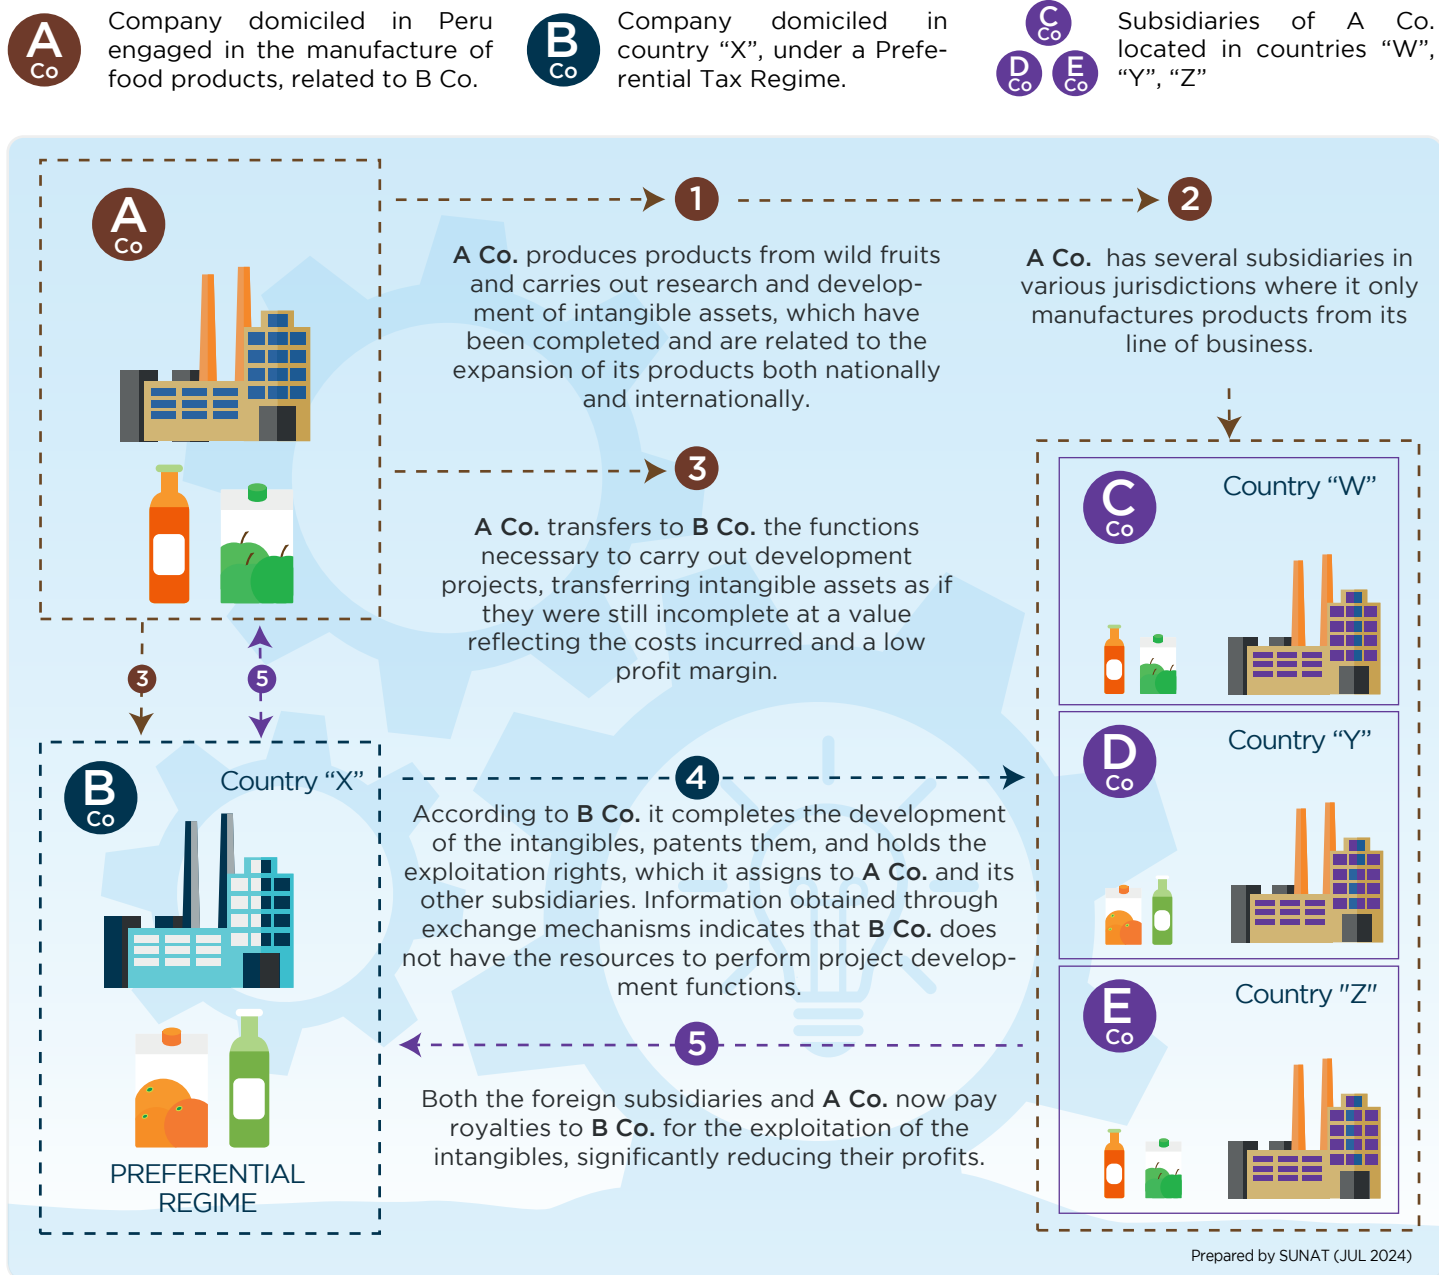 A
Co
Company domiciled in Peru
engaged in the manufacture of
food products, related to B Co.
B
Co
Company domiciled in
country “X”, under a Prefe-
rential Tax Regime.
C
Co
D
Co
E
Co
Subsidiaries of A Co.
located in countries “W”,
“Y”, “Z”
A
Co
1
A Co. produces products from wild fruits
and carries out research and develop-
ment of intangible assets, which have
been completed and are related to the
expansion of its products both nationally
and internationally.
2
A Co. has several subsidiaries in
various jurisdictions where it only
manufactures products from its
line of business.
3
A Co. transfers to B Co. the functions
necessary to carry out development
projects, transferring intangible assets as if
they were still incomplete at a value
reflecting the costs incurred and a low
profit margin.
3
5
C
Co
Country “W”
D
Co
Country “Y”
E
Co
Country "Z"
B
Co
Country “X”
PREFERENTIAL
REGIME
4
According to B Co. it completes the development
of the intangibles, patents them, and holds the
exploitation rights, which it assigns to A Co. and its
other subsidiaries. Information obtained through
exchange mechanisms indicates that B Co. does
not have the resources to perform project develop-
ment functions.
5
Both the foreign subsidiaries and A Co. now pay
royalties to B Co. for the exploitation of the
intangibles, significantly reducing their profits.
Prepared by SUNAT (JUL 2024)